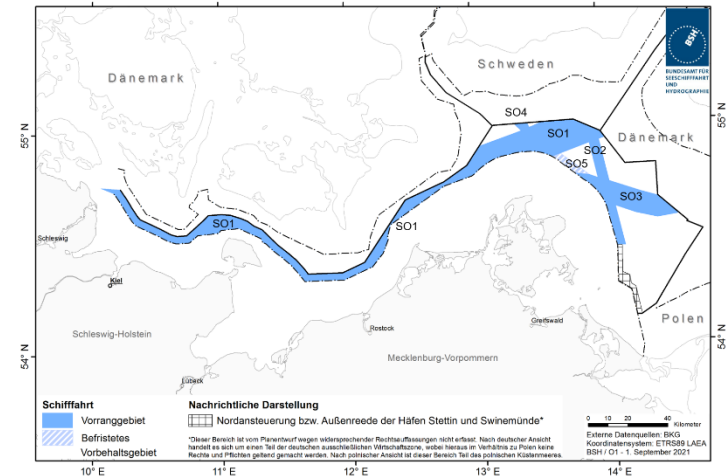 BSH
BUNDESAMT FÜR
SEESCHIFFFAHRT
UND
HYDROGRAPHIE
Schweden
Dänemark
SO4
55° N
55° N
SO1
Dänemark
SO2
SO5
SO3
SO1
SO1
Schleswig
Kiel
Polen
Greifswald
Rostock
Schleswig-Holstein
54° N
54° N
Mecklenburg-Vorpommern
Lübeck
Schifffahrt
Vorranggebiet
Befristetes
Vorbehaltsgebiet
Nachrichtliche Darstellung
Nordansteuerung bzw. Außenreede der Häfen Stettin und Swinemünde*
*Dieser Bereich ist vom Planentwurf wegen widersprechender Rechtsauffassungen nicht erfasst. Nach deutscher Ansicht
handelt es sich um einen Teil der deutschen ausschließlichen Wirtschaftszone, wobei hieraus im Verhältnis zu Polen keine
Rechte und Pflichten geltend gemacht werden. Nach polnischer Ansicht ist dieser Bereich Teil des polnischen Küstenmeeres.
0 10 20 40
Kilometer
Externe Datenquellen: BKG
Koordinatensystem: ETRS89 LAEA
BSH / O1 - 1. September 2021
10° E
11° E
12° E
13° E
14° E